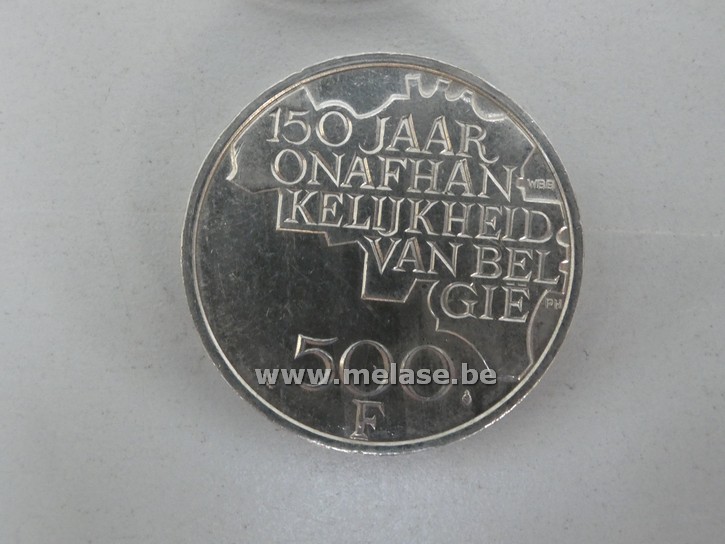 150 JAAR
ONAFHAN
WBB
KELIJKHEID
VAN BEL
GIË
PH
500
F
www.melase.be